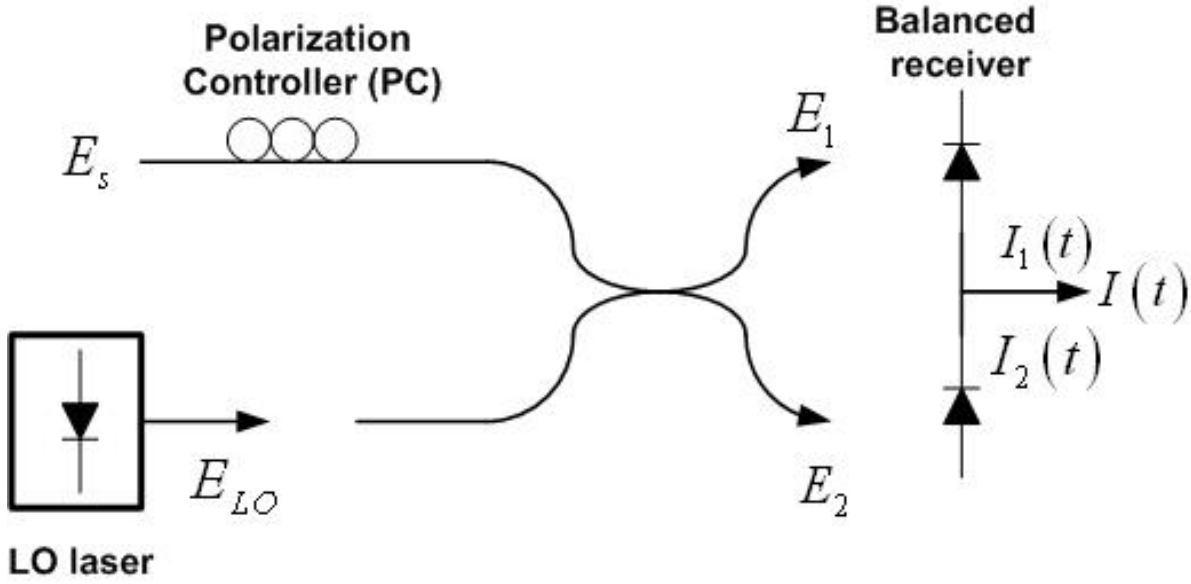 Polarization
Controller (PC)
Balanced
receiver
E_s
E_1
I_1(t)
I(t)
I_2(t)
E_LO
E_2
LO laser